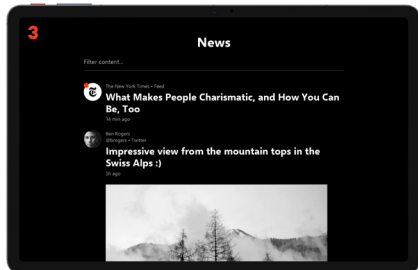 3
News
Filter content...
The New York Times • Feed
What Makes People Charismatic, and How You Can
Be, Too
14 min ago
Ben Rogers
@brogers • Twitter
Impressive view from the mountain tops in the
Swiss Alps :)
2h ago